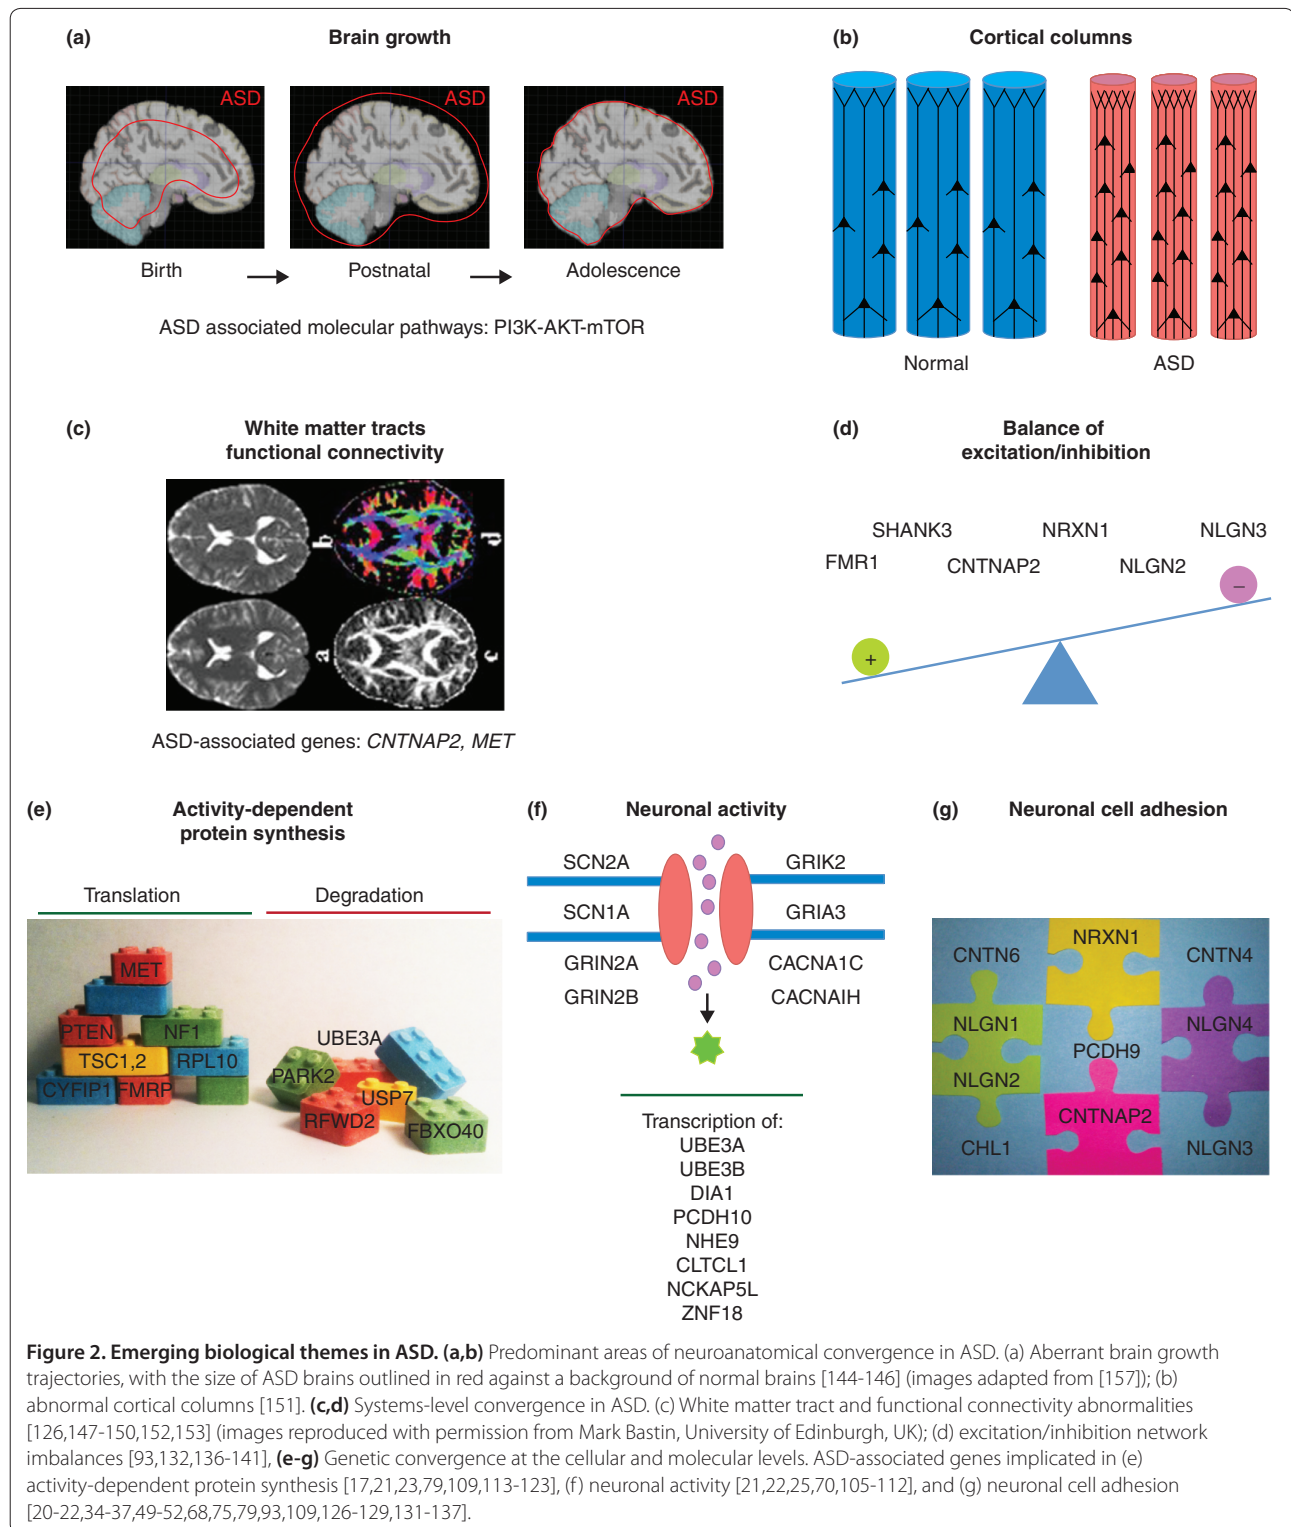 (a)
Brain growth
ASD
ASD
ASD
Birth
Postnatal
Adolescence
ASD associated molecular pathways: PI3K-AKT-mTOR
(b)
Cortical columns
Normal
ASD
(c)
White matter tracts
functional connectivity
b
d
a
c
ASD-associated genes: CNTNAP2, MET
(d)
Balance of
excitation/inhibition
SHANK3
NRXN1
NLGN3
FMR1
CNTNAP2
NLGN2
−
+
(e)
Activity-dependent
protein synthesis
Translation
Degradation
MET
PTEN
NF1
TSC1,2
RPL10
CYFIP1
FMRP
UBE3A
PARK2
USP7
RFWD2
FBXO40
(f)
Neuronal activity
SCN2A
GRIK2
SCN1A
GRIA3
GRIN2A
CACNA1C
GRIN2B
CACNAIH
Transcription of:
UBE3A
UBE3B
DIA1
PCDH10
NHE9
CLTCL1
NCKAP5L
ZNF18
(g)
Neuronal cell adhesion
CNTN6
NRXN1
CNTN4
NLGN1
NLGN4
PCDH9
NLGN2
CNTNAP2
CHL1
NLGN3
Figure 2. Emerging biological themes in ASD. (a,b) Predominant areas of neuroanatomical convergence in ASD. (a) Aberrant brain growth
trajectories, with the size of ASD brains outlined in red against a background of normal brains [144-146] (images adapted from [157]); (b)
abnormal cortical columns [151]. (c,d) Systems-level convergence in ASD. (c) White matter tract and functional connectivity abnormalities
[126,147-150,152,153] (images reproduced with permission from Mark Bastin, University of Edinburgh, UK); (d) excitation/inhibition network
imbalances [93,132,136-141], (e-g) Genetic convergence at the cellular and molecular levels. ASD-associated genes implicated in (e)
activity-dependent protein synthesis [17,21,23,79,109,113-123], (f) neuronal activity [21,22,25,70,105-112], and (g) neuronal cell adhesion
[20-22,34-37,49-52,68,75,79,93,109,126-129,131-137].